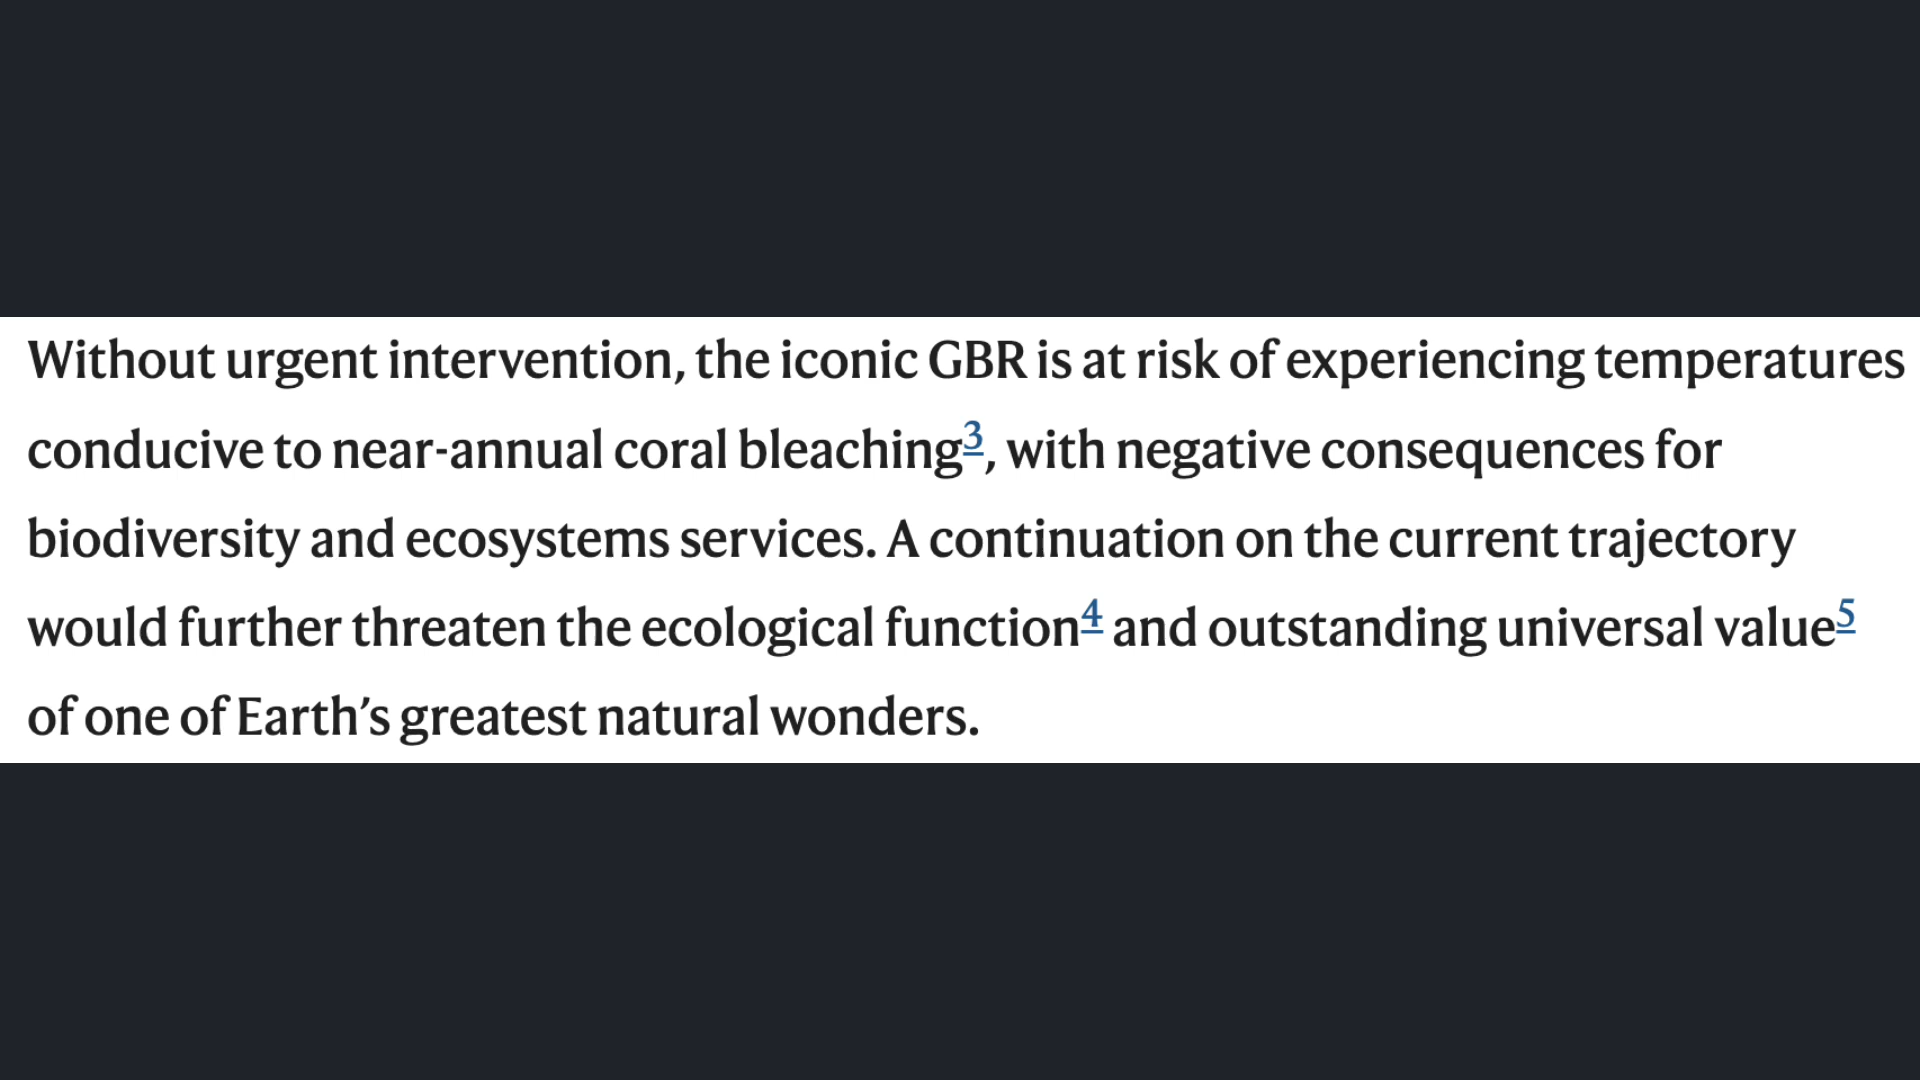 Without urgent intervention, the iconic GBR is at risk of experiencing temperatures
conducive to near-annual coral bleaching3, with negative consequences for
biodiversity and ecosystems services. A continuation on the current trajectory
would further threaten the ecological function4 and outstanding universal value5
of one of Earth’s greatest natural wonders.